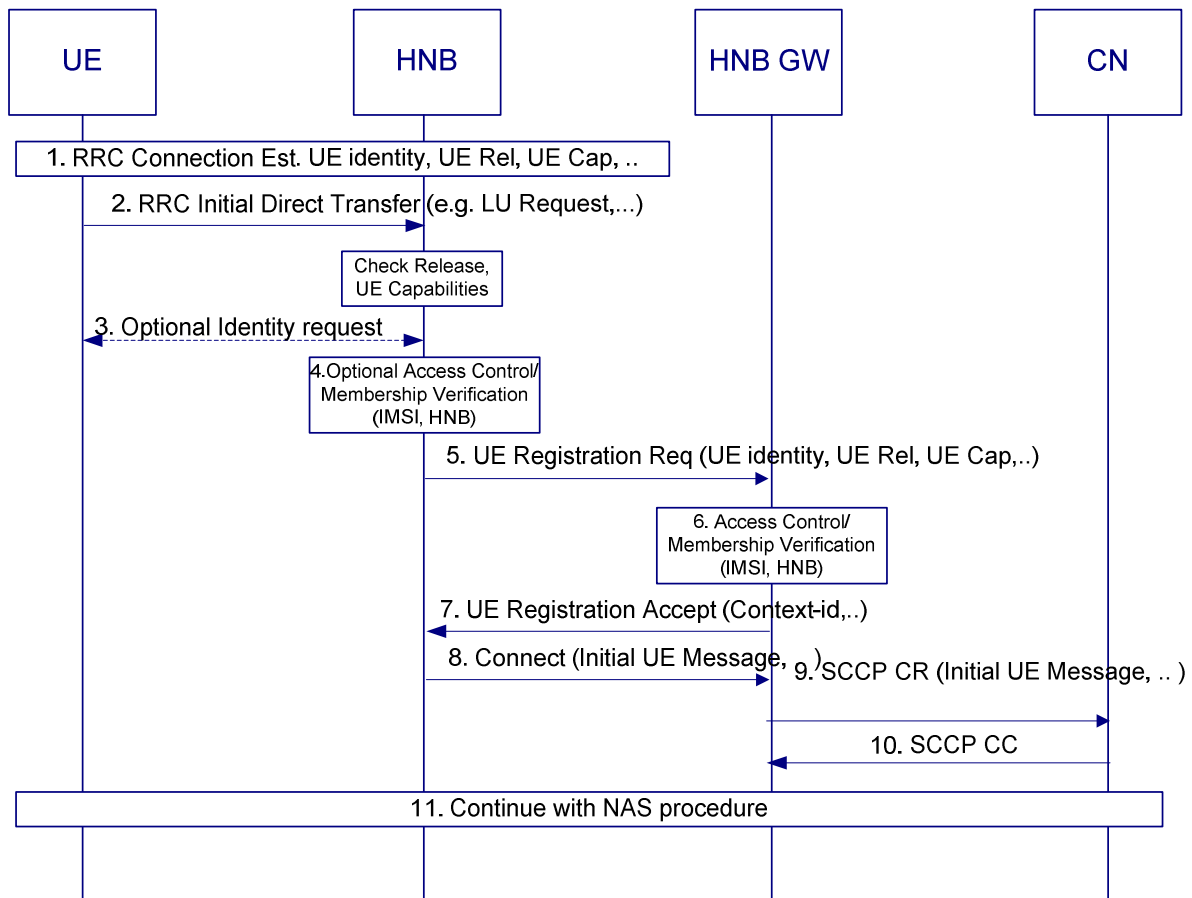 UE
HNB
HNB GW
CN
1. RRC Connection Est. UE identity, UE Rel, UE Cap, ..
2. RRC Initial Direct Transfer (e.g. LU Request,...)
Check Release,
UE Capabilities
3. Optional Identity request
4.Optional Access Control/
Membership Verification
(IMSI, HNB)
5. UE Registration Req (UE identity, UE Rel, UE Cap,..)
6. Access Control/
Membership Verification
(IMSI, HNB)
7. UE Registration Accept (Context-id,..)
8. Connect (Initial UE Message, ..)
9. SCCP CR (Initial UE Message, .. )
10. SCCP CC
11. Continue with NAS procedure